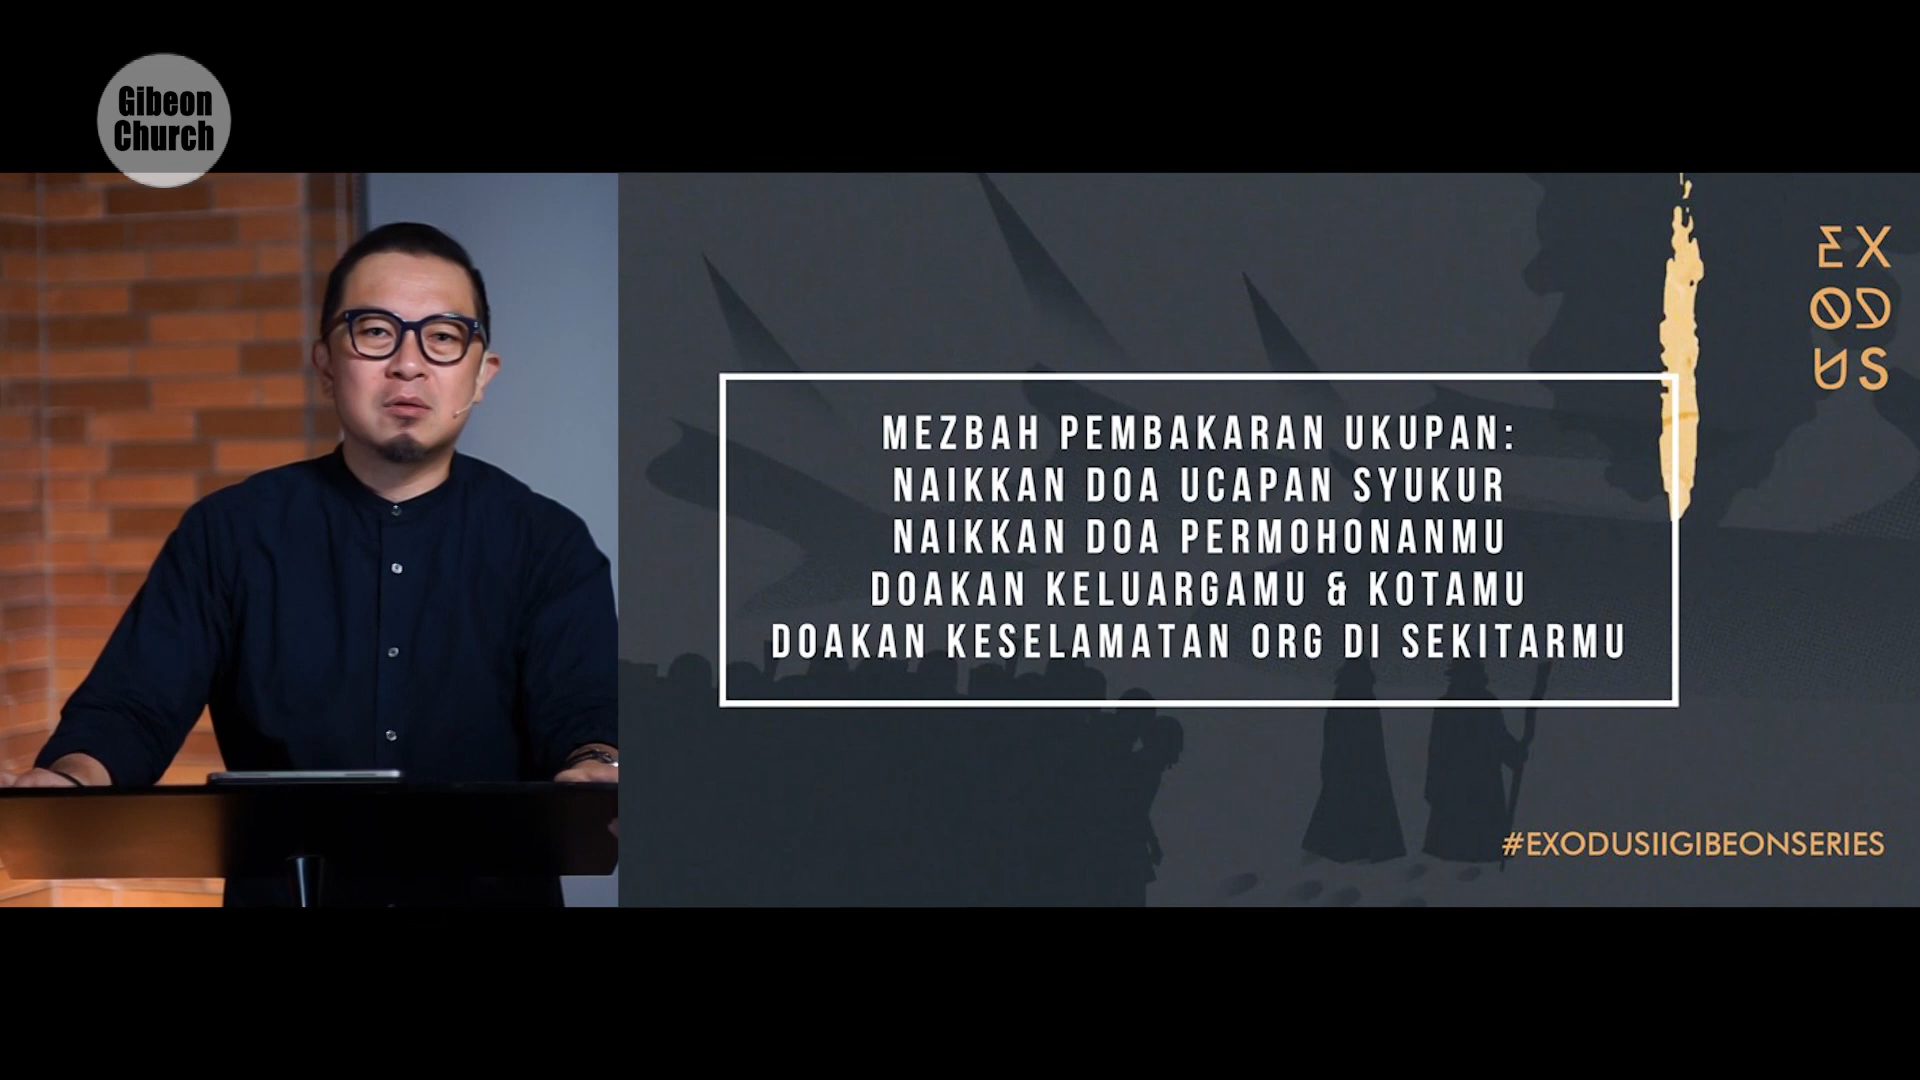 Gibeon
Church
EX
OD
US
MEZBAH PEMBAKARAN UKUPAN:
NAIKKAN DOA UCAPAN SYUKUR
NAIKKAN DOA PERMOHONANMU
DOAKAN KELUARGAMU & KOTAMU
DOAKAN KESELAMATAN ORG DI SEKITARMU
#EXODUSIIGIBEONSERIES